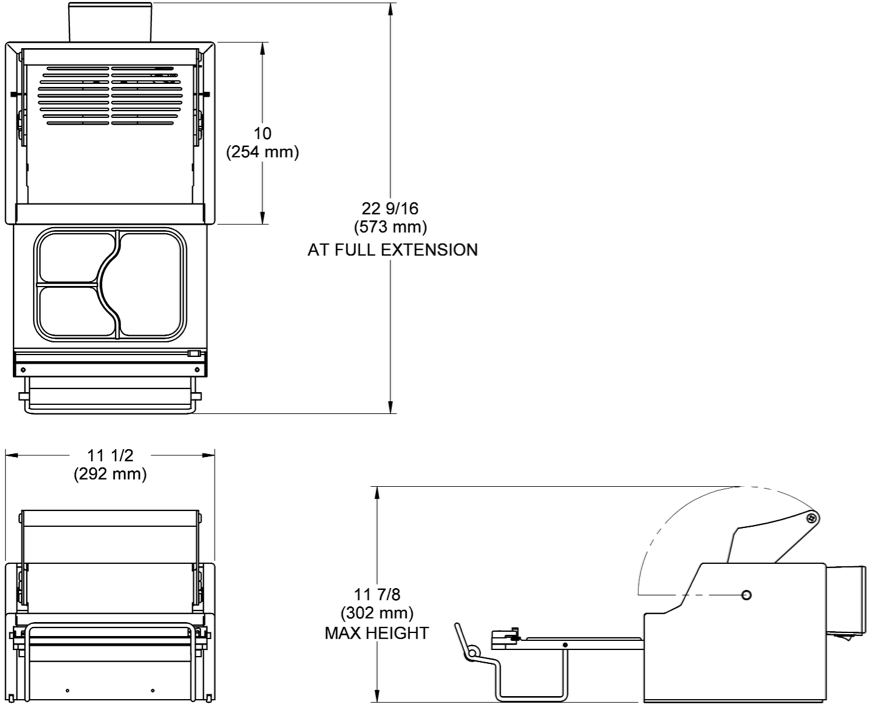 10
(254 mm)
22 9/16
(573 mm)
AT FULL EXTENSION
11 1/2
(292 mm)
11 7/8
(302 mm)
MAX HEIGHT